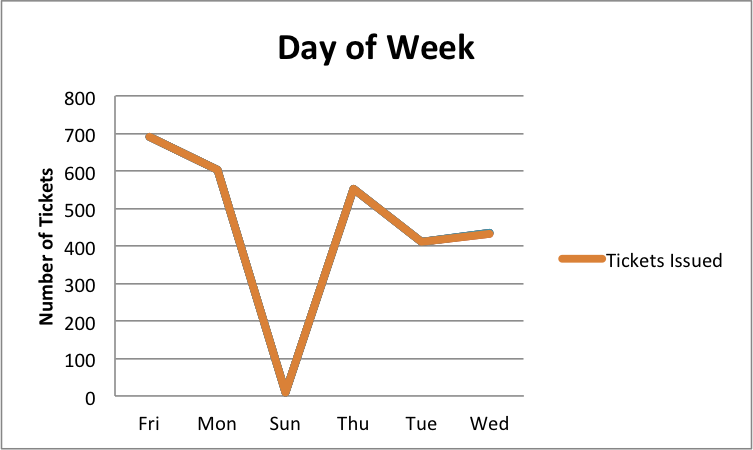 Day of Week
Number of Tickets
800
700
600
500
400
300
200
100
0
Fri Mon Sun Thu Tue Wed
Tickets Issued